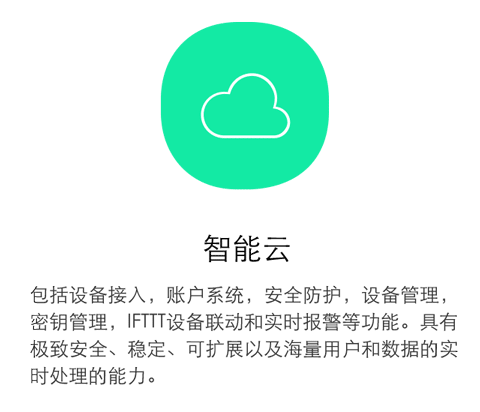 智能云
包括设备接入，账户系统，安全防护，设备管理，
密钥管理，IFTTT设备联动和实时报警等功能。具有
极致安全、稳定、可扩展以及海量用户和数据的实
时处理的能力。